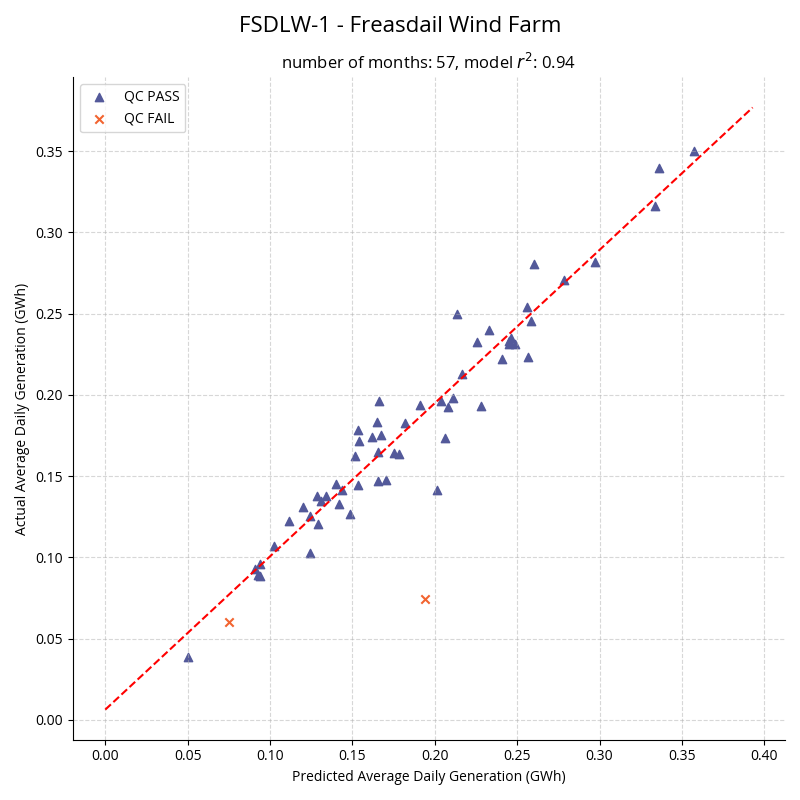 FSDLW-1 - Freasdail Wind Farm
number of months: 57, model r²: 0.94
QC PASS
QC FAIL
Actual Average Daily Generation (GWh)
0.35
0.30
0.25
0.20
0.15
0.10
0.05
0.00
0.00 0.05 0.10 0.15 0.20 0.25 0.30 0.35 0.40
Predicted Average Daily Generation (GWh)